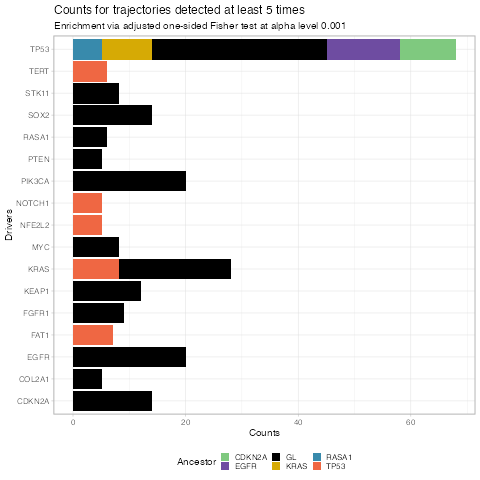 Counts for trajectories detected at least 5 times
Enrichment via adjusted one-sided Fisher test at alpha level 0.001
Drivers
TP53
TERT
STK11
SOX2
RASA1
PTEN
PIK3CA
NOTCH1
NFE2L2
MYC
KRAS
KEAP1
FGFR1
FAT1
EGFR
COL2A1
CDKN2A
0 20 40 60
Counts
Ancestor CDKN2A GL RASA1
EGFR KRAS TP53